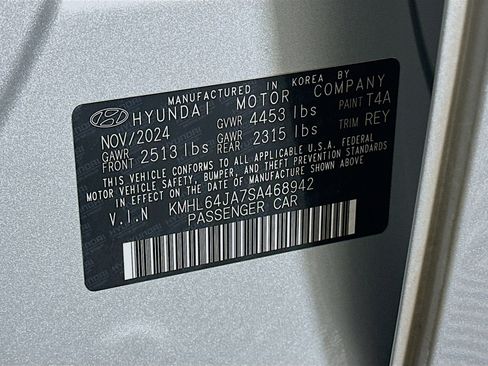 MANUFACTURED IN KOREA BY
HYUNDAI MOTOR COMPANY
NOV/2024 GVWR 4453 lbs PAINT T4A
GAWR FRONT 2513 lbs GAWR REAR 2315 lbs TRIM REY
THIS VEHICLE CONFORMS TO ALL APPLICABLE U.S.A. FEDERAL
MOTOR VEHICLE SAFETY, BUMPER, AND THEFT PREVENTION STANDARDS
IN EFFECT ON THE DATE OF MANUFACTURE SHOWN ABOVE.
V.I.N KMHL64JA7SA468942
PASSENGER CAR